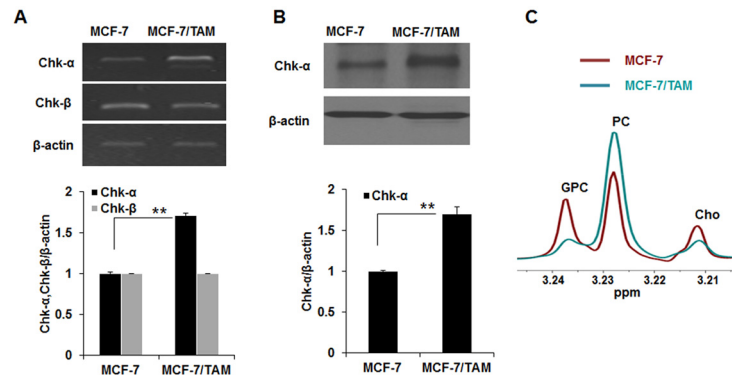 A
MCF-7 MCF-7/TAM
Chk-α
Chk-β
β-actin
2
1.5
1
0.5
0
Chk-α,Chk-β/β-actin
Chk-α
Chk-β
**
MCF-7 MCF-7/TAM
B
MCF-7 MCF-7/TAM
Chk-α
β-actin
2
1.5
1
0.5
0
Chk-α/β-actin
Chk-α
**
MCF-7 MCF-7/TAM
C
MCF-7
MCF-7/TAM
PC
GPC
Cho
3.24 3.23 3.22 3.21
ppm